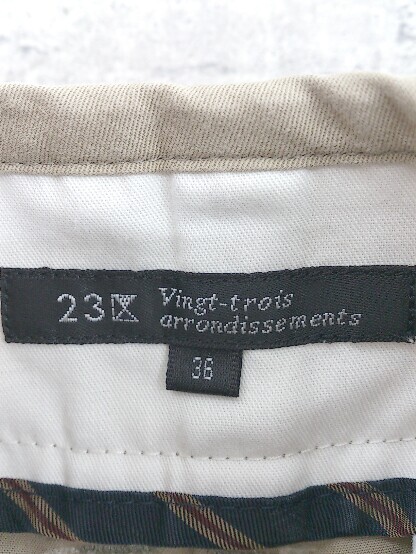 23区 Vingt-trois
arrondissements
36